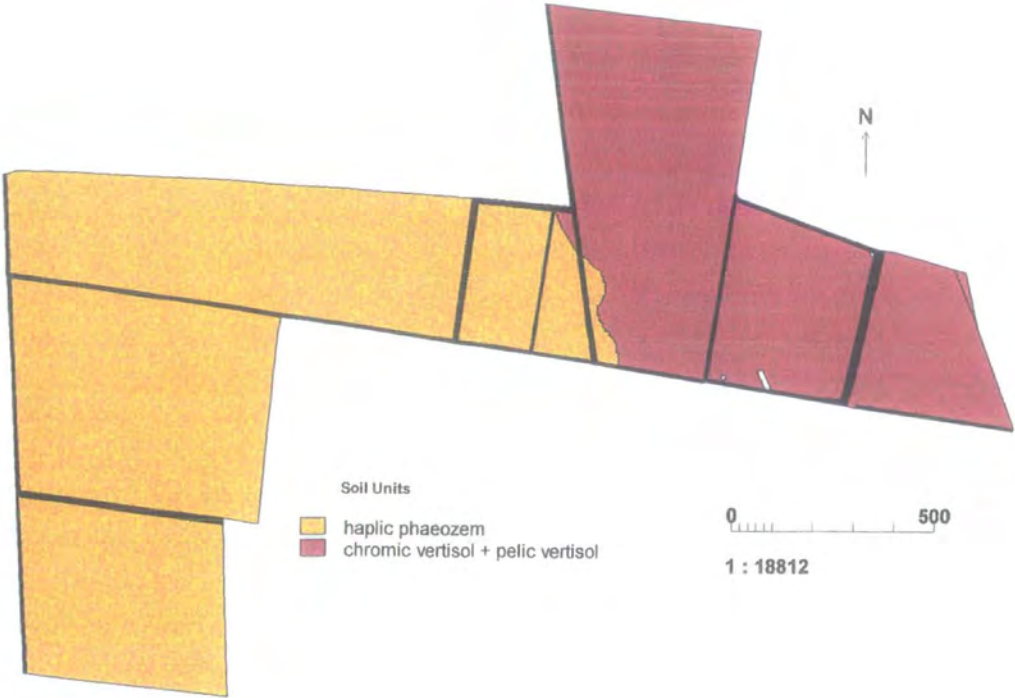 N
Soil Units
haplic phaeozem
chromic vertisol + pelic vertisol
0 500
1 : 18812